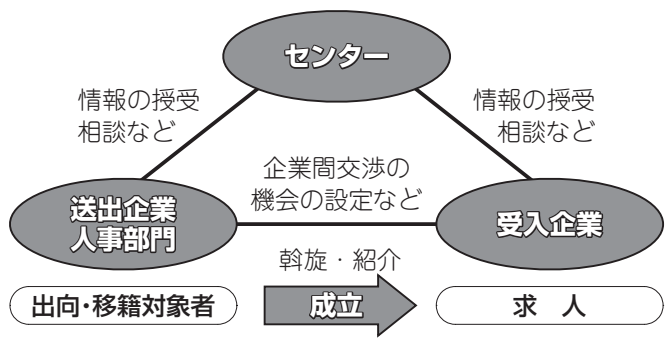 センター
情報の授受
相談など
情報の授受
相談など
企業間交渉の
機会の設定など
送出企業
人事部門
受入企業
斡旋・紹介
出向・移籍対象者
成立
求　人